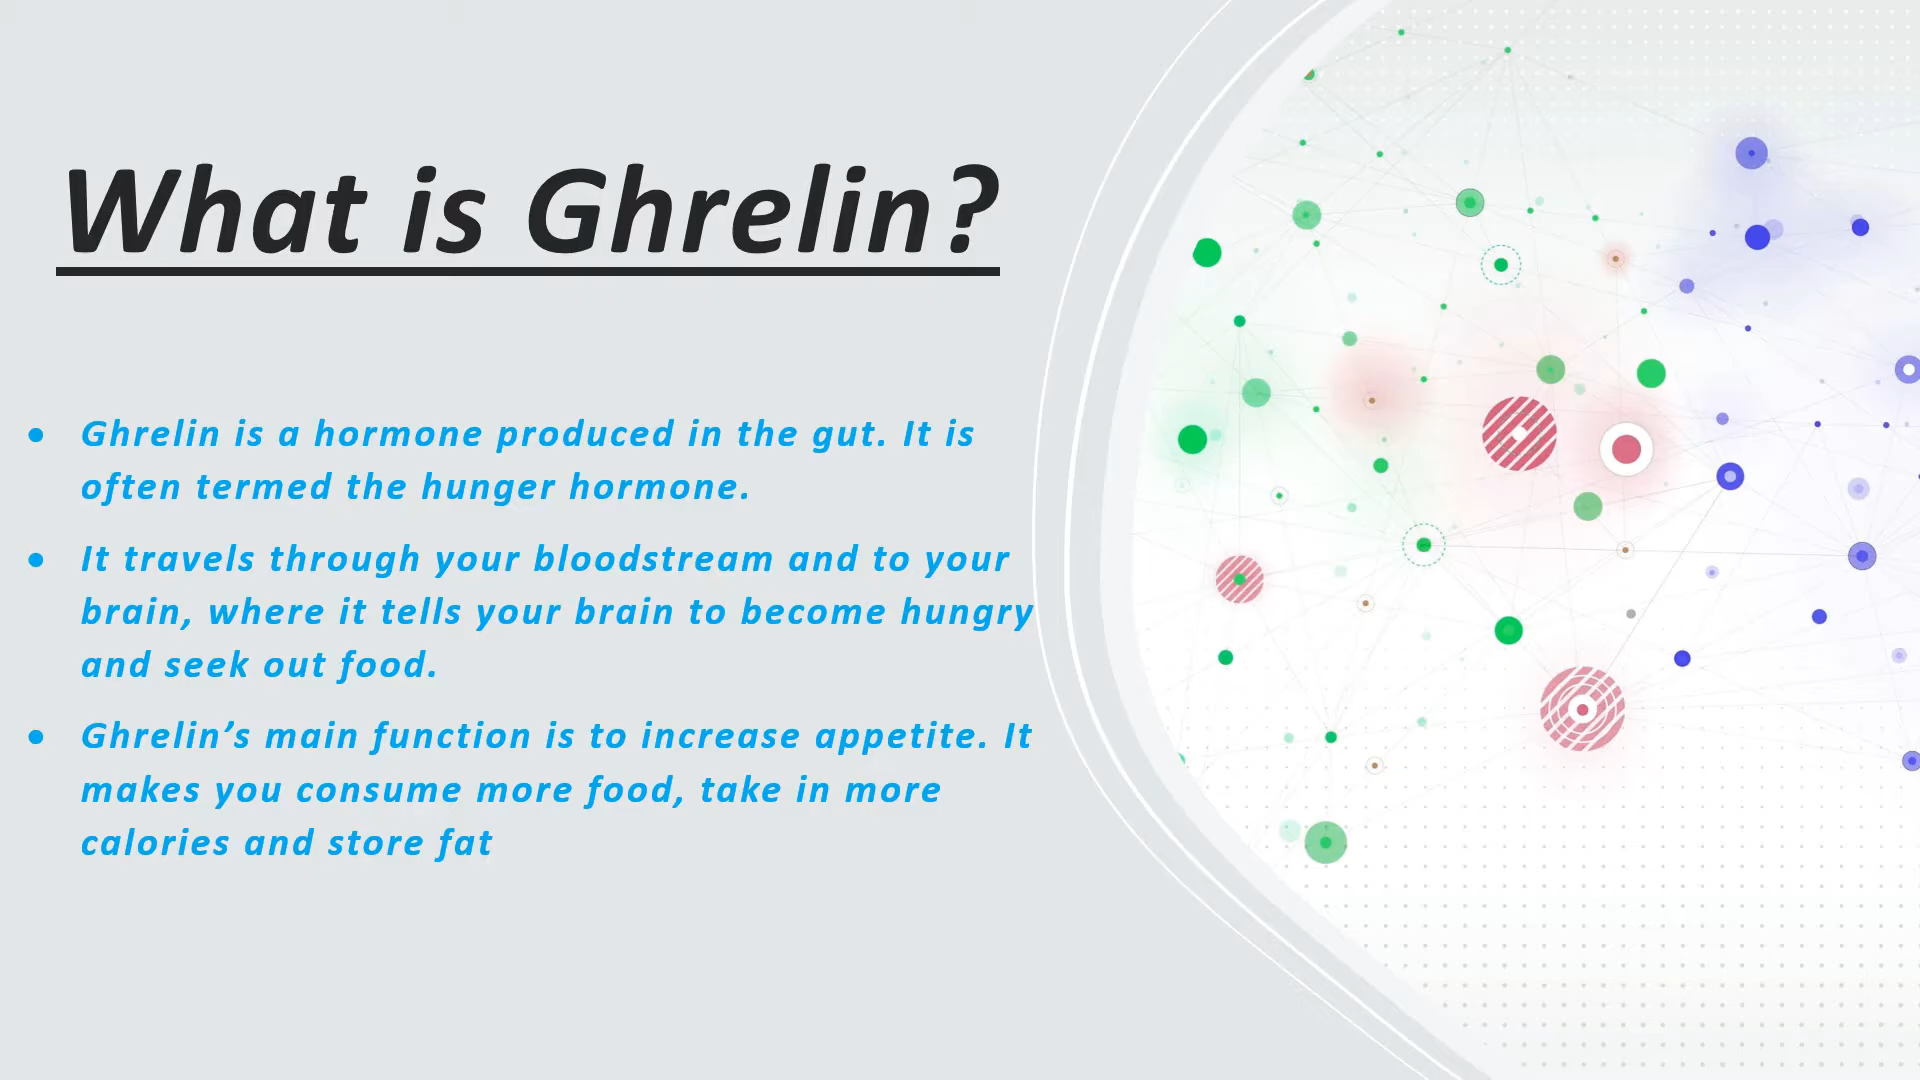 What is Ghrelin?
• Ghrelin is a hormone produced in the gut. It is
often termed the hunger hormone.
• It travels through your bloodstream and to your
brain, where it tells your brain to become hungry
and seek out food.
• Ghrelin’s main function is to increase appetite. It
makes you consume more food, take in more
calories and store fat